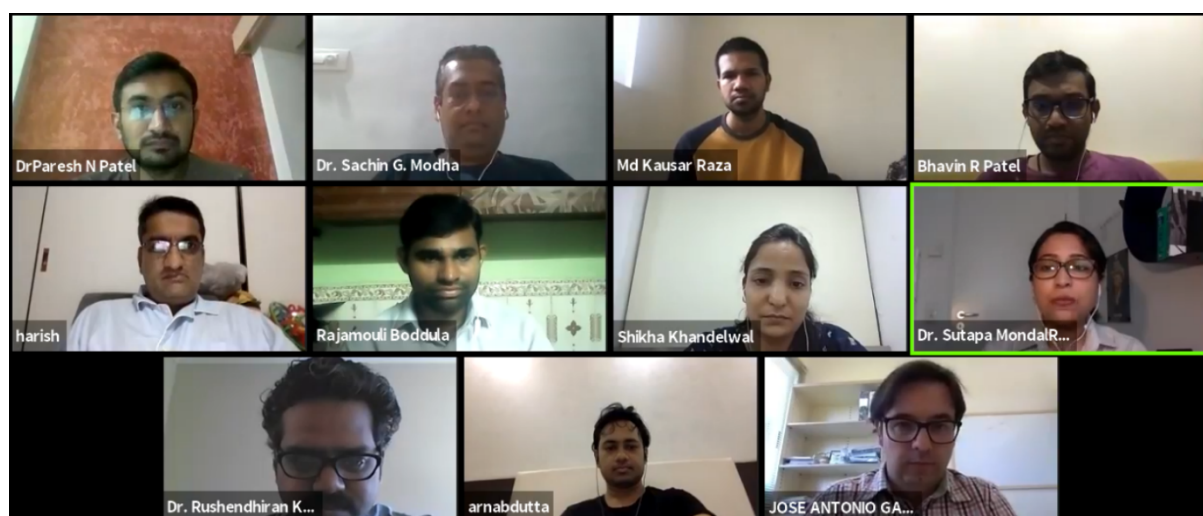 DrParesh N Patel
Dr. Sachin G. Modha
Md Kausar Raza
Bhavin R Patel
harish
Rajamouli Boddula
Shikha Khandelwal
Dr. Sutapa MondalR...
Dr. Rushendhiran K...
arnabdutta
JOSE ANTONIO GA...